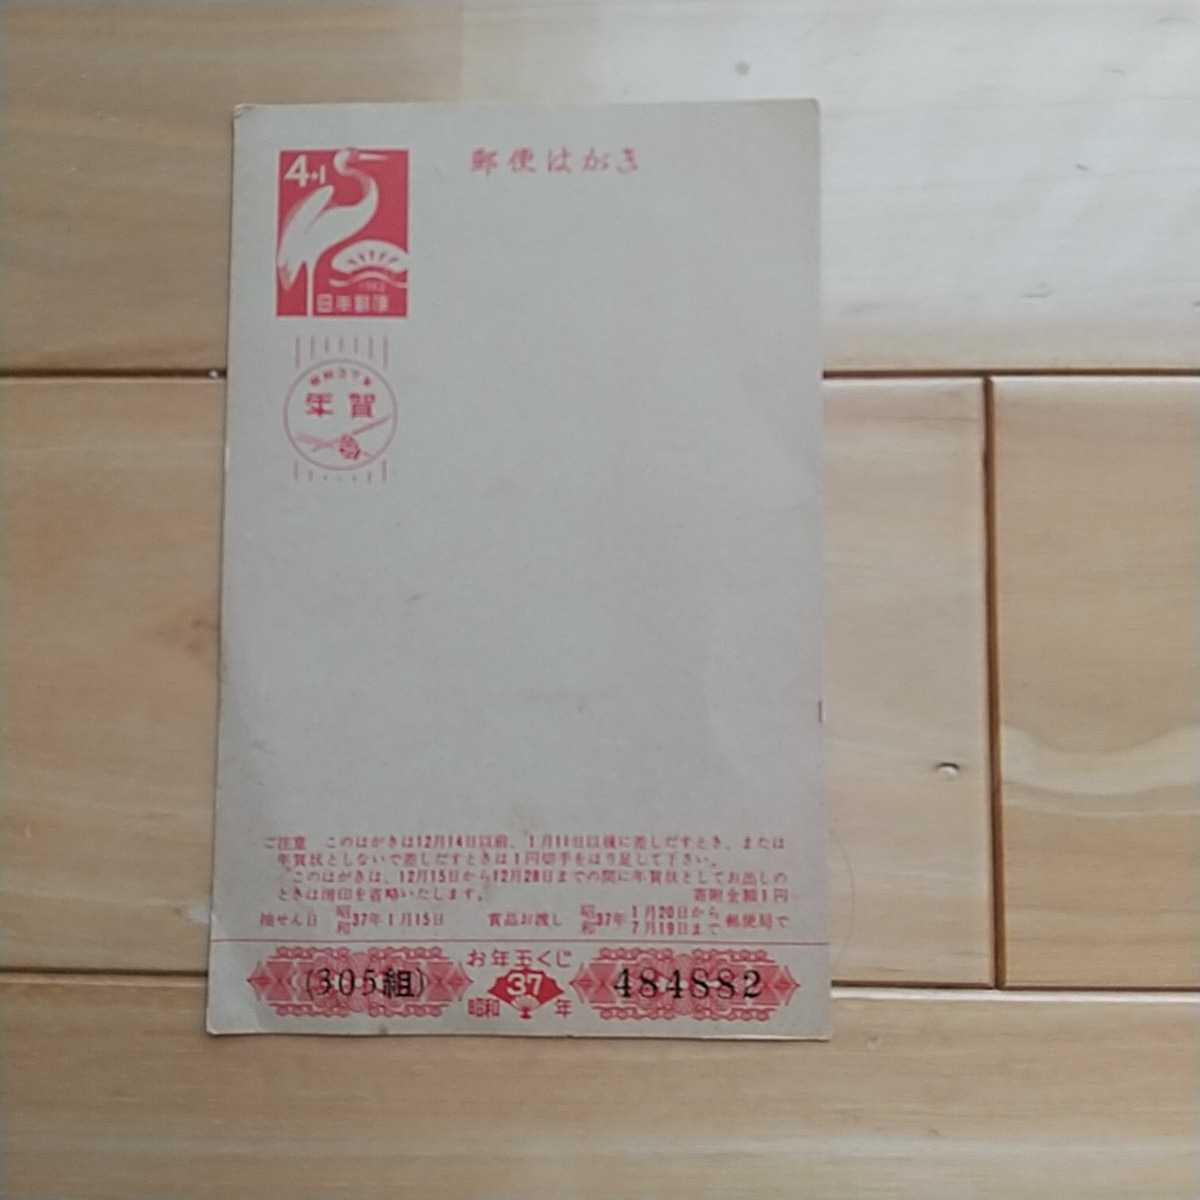 郵便はがき
4+1
日本郵便
昭和37年
年賀
ご注意 このはがきは12月14日以前、1月11日以後に差しだすとき、または
年賀状としないで差しだすときは1円切手をはり足して下さい。
このはがきは、12月15日から12月28日までの間に年賀状としてお出しの
ときは消印を省略いたします。 寄附金額1円
抽せん日 昭和37年1月15日 賞品お渡し 昭和37年 1月20日から 7月19日まで 郵便局で
お年玉くじ
(305組) 37 484882
昭和 年